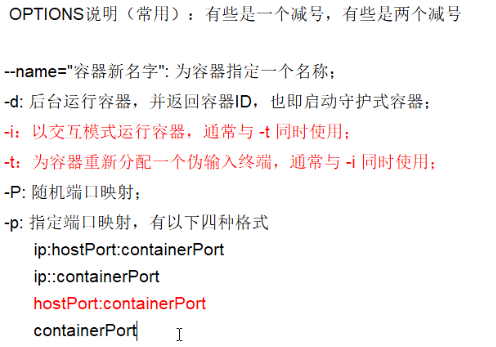 OPTIONS说明（常用）：有些是一个减号，有些是两个减号
--name="容器新名字": 为容器指定一个名称；
-d: 后台运行容器，并返回容器ID，也即启动守护式容器；
-i：以交互模式运行容器，通常与 -t 同时使用；
-t：为容器重新分配一个伪输入终端，通常与 -i 同时使用；
-P: 随机端口映射；
-p: 指定端口映射，有以下四种格式
ip:hostPort:containerPort
ip::containerPort
hostPort:containerPort
containerPort